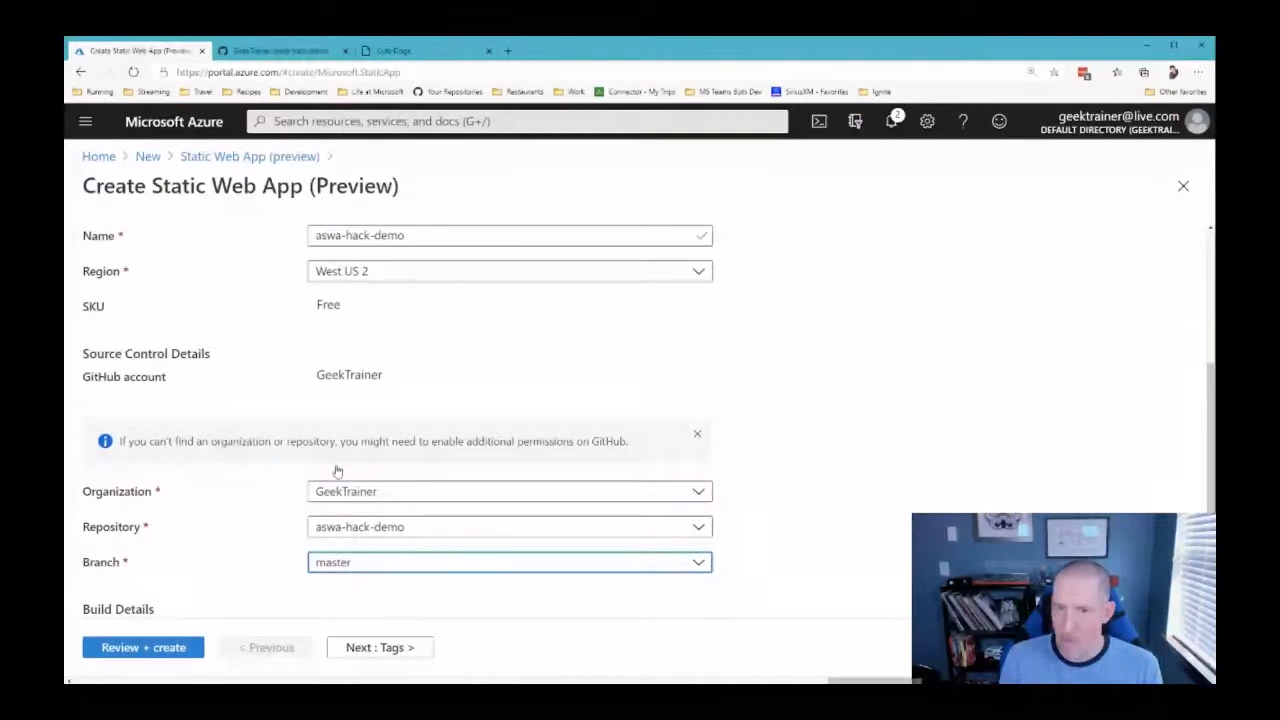 Create Static Web App (Preview)
GeekTrainer/aswa-hack-demo
Cute Dogs
https://portal.azure.com/#create/Microsoft.StaticApp
Running
Streaming
Travel
Recipes
Development
Life at Microsoft
Your Repositories
Restaurants
Work
Connector - My Trips
MS Teams Bots Dev
SiriusXM - Favorites
Ignite
Other favorites
Microsoft Azure
Search resources, services, and docs (G+/)
2
geektrainer@live.com
DEFAULT DIRECTORY (GEEKTRAI...
Home > New > Static Web App (preview) >
Create Static Web App (Preview)
Name *
aswa-hack-demo
Region *
West US 2
SKU
Free
Source Control Details
GitHub account
GeekTrainer
If you can't find an organization or repository, you might need to enable additional permissions on GitHub.
Organization *
GeekTrainer
Repository *
aswa-hack-demo
Branch *
master
Build Details
Review + create
< Previous
Next : Tags >